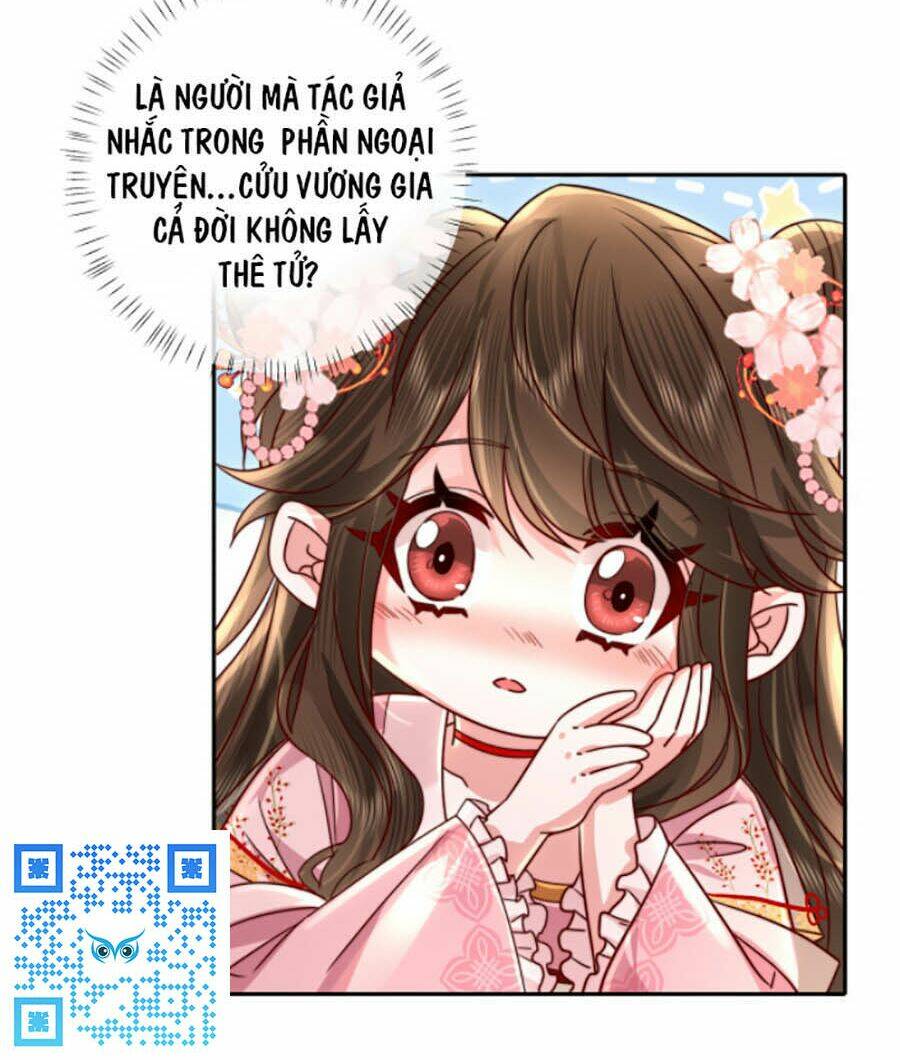 LÀ NGƯỜI MÀ TÁC GIẢ
NHẮC TRONG PHẦN NGOẠI
TRUYỆN...CỬU VƯƠNG GIA
CẢ ĐỜI KHÔNG LẤY
THÊ TỬ?